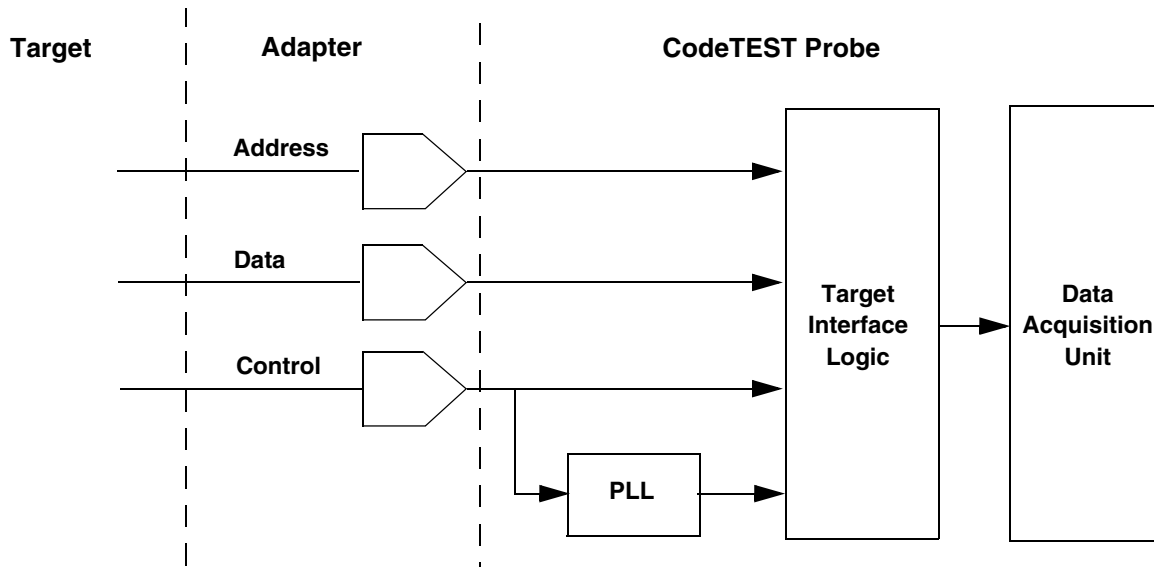 Target
Adapter
CodeTEST Probe
Address
Data
Control
Target
Interface
Logic
Data
Acquisition
Unit
PLL